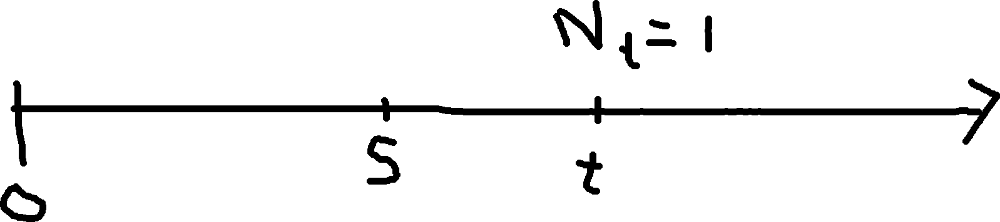 N_t = 1
0 s t